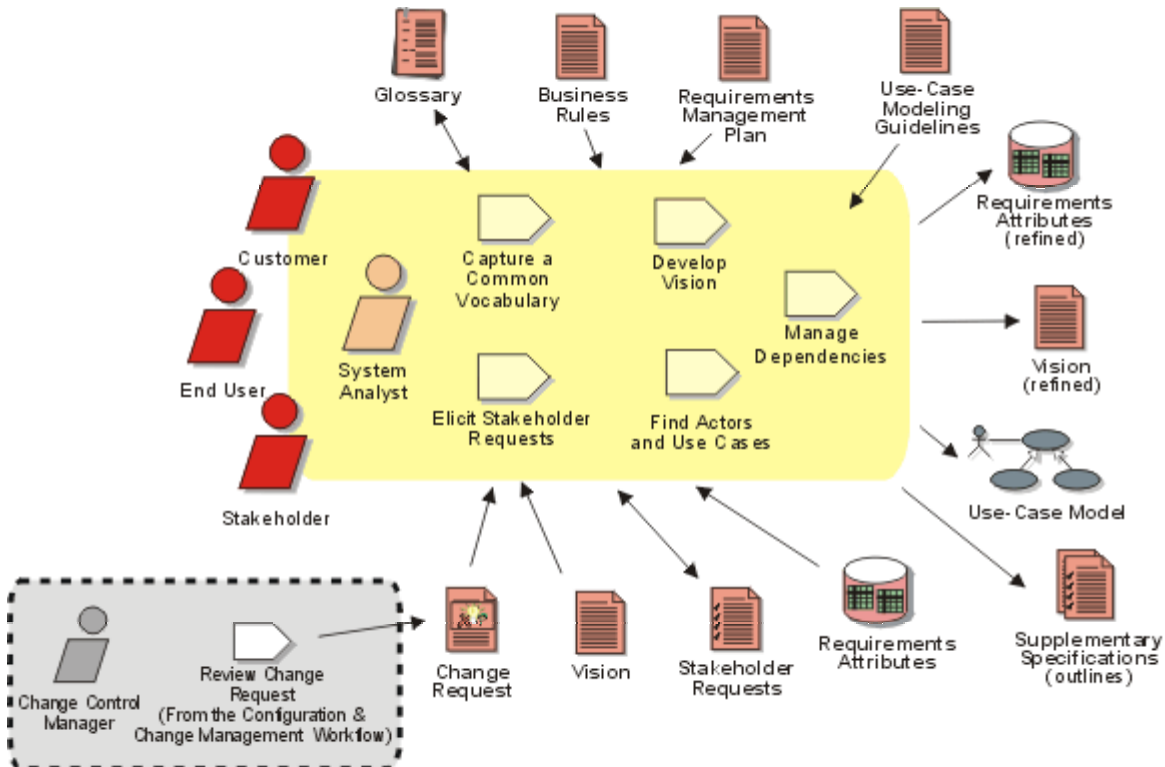 Glossary
Business
Rules
Requirements
Management
Plan
Use-Case
Modeling
Guidelines
Requirements
Attributes
(refined)
Customer
Capture a
Common
Vocabulary
Develop
Vision
Manage
Dependencies
End User
System
Analyst
Vision
(refined)
Elicit Stakeholder
Requests
Find Actors
and Use Cases
Stakeholder
Use-Case Model
Change Control
Manager
Review Change
Request
(From the Configuration &
Change Management Workflow)
Change
Request
Vision
Stakeholder
Requests
Requirements
Attributes
Supplementary
Specifications
(outlines)